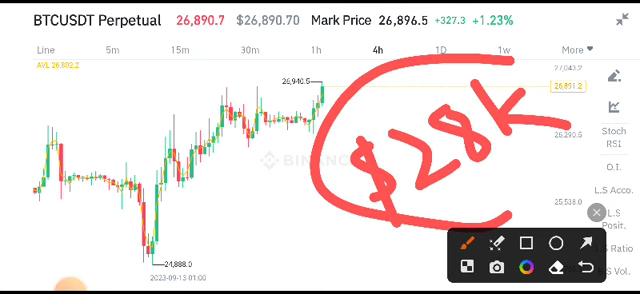 BTCUSDT Perpetual 26,890.7 $26,890.70 Mark Price 26,896.5 +327.3 +1.23%
Line 5m 15m 30m 1h 4h 1D 1w More
AVL 26,802.2
27,043.2
26,940.5
26,891.2
$28K
26,290.5
BINANC
25,538.0
24,888.0
2023-09-13 01:00
Stoch
RSI
O.I.
L.S Acco.
L.S
Posit.
Ratio
L.S Vol.